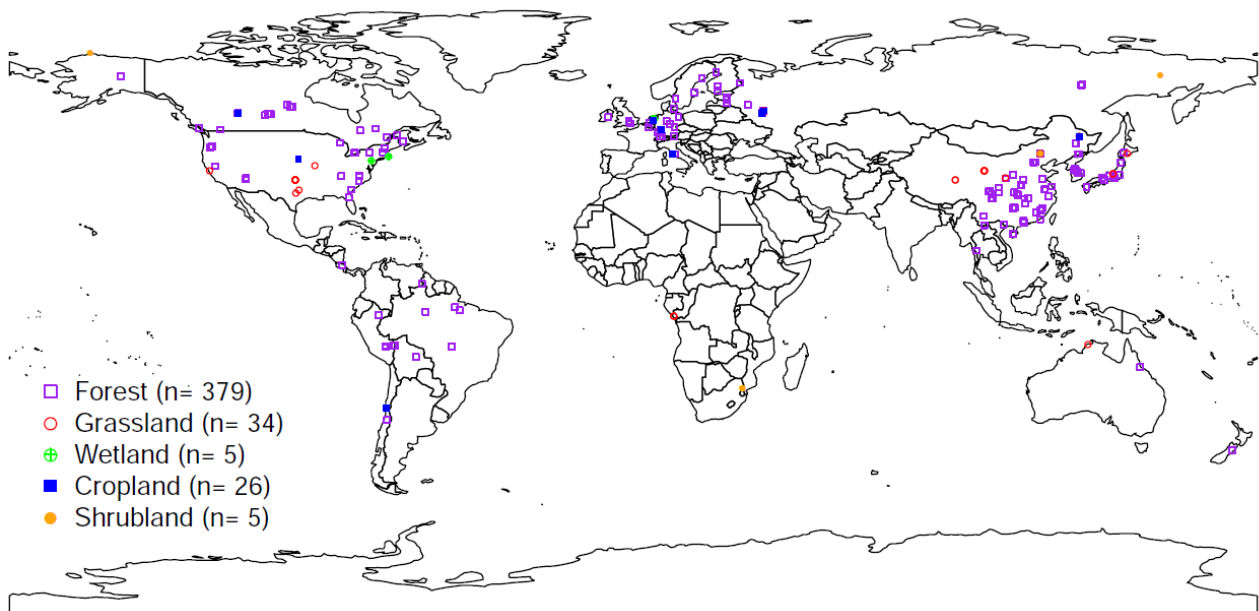 Forest (n= 379)
Grassland (n= 34)
Wetland (n= 5)
Cropland (n= 26)
Shrubland (n= 5)